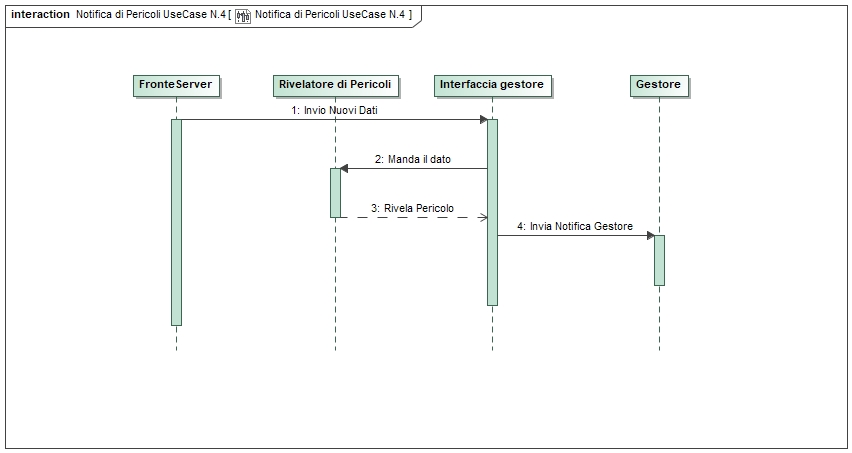 interaction Notifica di Pericoli UseCase N.4 [ Notifica di Pericoli UseCase N.4 ]
FronteServer
Rivelatore di Pericoli
Interfaccia gestore
Gestore
1: Invio Nuovi Dati
2: Manda il dato
3: Rivela Pericolo
4: Invia Notifica Gestore